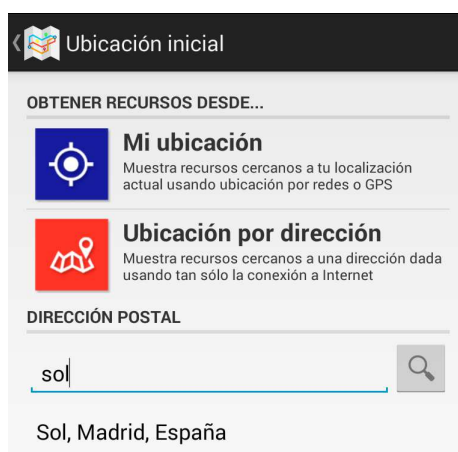 Ubicación inicial
OBTENER RECURSOS DESDE...
Mi ubicación
Muestra recursos cercanos a tu localización
actual usando ubicación por redes o GPS
Ubicación por dirección
Muestra recursos cercanos a una dirección dada
usando tan sólo la conexión a Internet
DIRECCIÓN POSTAL
sol
Sol, Madrid, España